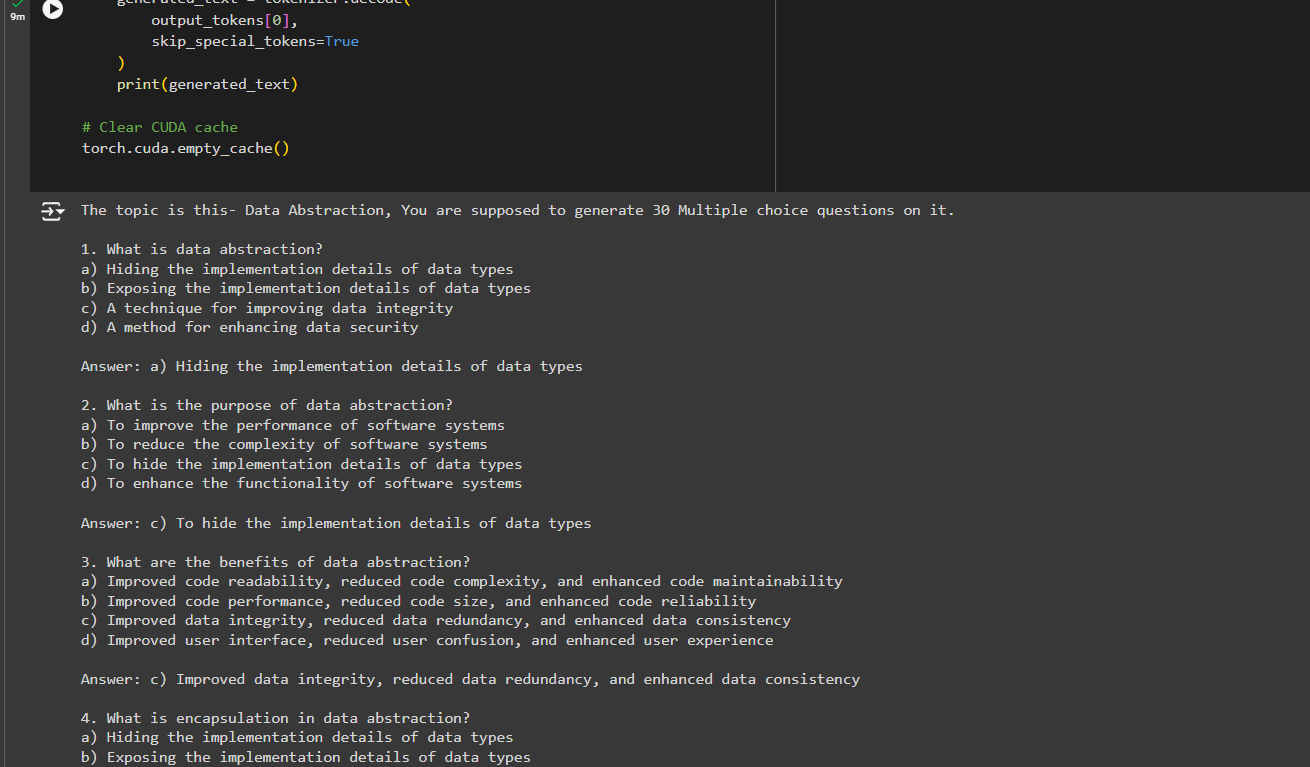 generated_text = tokenizer.decode(
9m
output_tokens[0],
skip_special_tokens=True
)
print(generated_text)
# Clear CUDA cache
torch.cuda.empty_cache()
The topic is this- Data Abstraction, You are supposed to generate 30 Multiple choice questions on it.
1. What is data abstraction?
a) Hiding the implementation details of data types
b) Exposing the implementation details of data types
c) A technique for improving data integrity
d) A method for enhancing data security
Answer: a) Hiding the implementation details of data types
2. What is the purpose of data abstraction?
a) To improve the performance of software systems
b) To reduce the complexity of software systems
c) To hide the implementation details of data types
d) To enhance the functionality of software systems
Answer: c) To hide the implementation details of data types
3. What are the benefits of data abstraction?
a) Improved code readability, reduced code complexity, and enhanced code maintainability
b) Improved code performance, reduced code size, and enhanced code reliability
c) Improved data integrity, reduced data redundancy, and enhanced data consistency
d) Improved user interface, reduced user confusion, and enhanced user experience
Answer: c) Improved data integrity, reduced data redundancy, and enhanced data consistency
4. What is encapsulation in data abstraction?
a) Hiding the implementation details of data types
b) Exposing the implementation details of data types